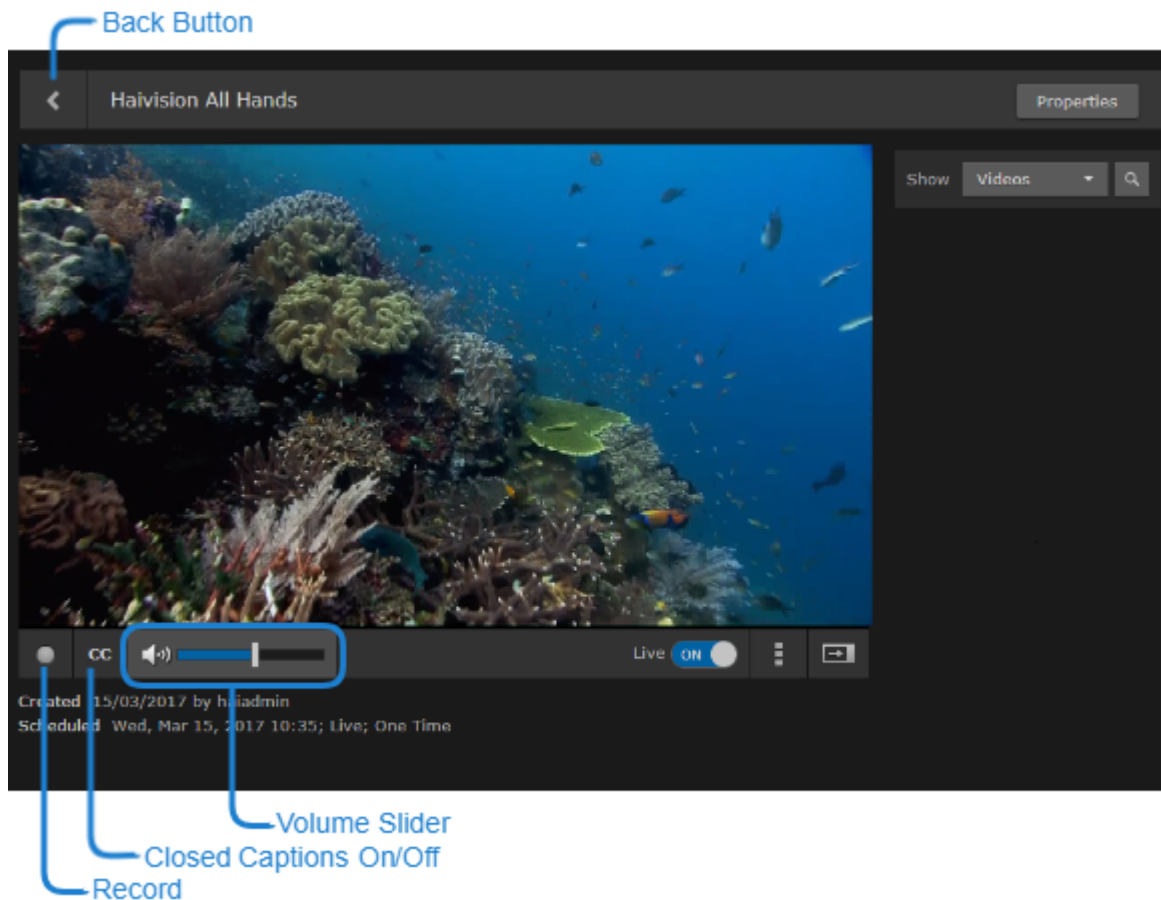 Back Button
Haivision All Hands
Properties
Show Videos
CC
Live ON
Created 15/03/2017 by haiadmin
Scheduled Wed, Mar 15, 2017 10:35; Live; One Time
Volume Slider
Closed Captions On/Off
Record